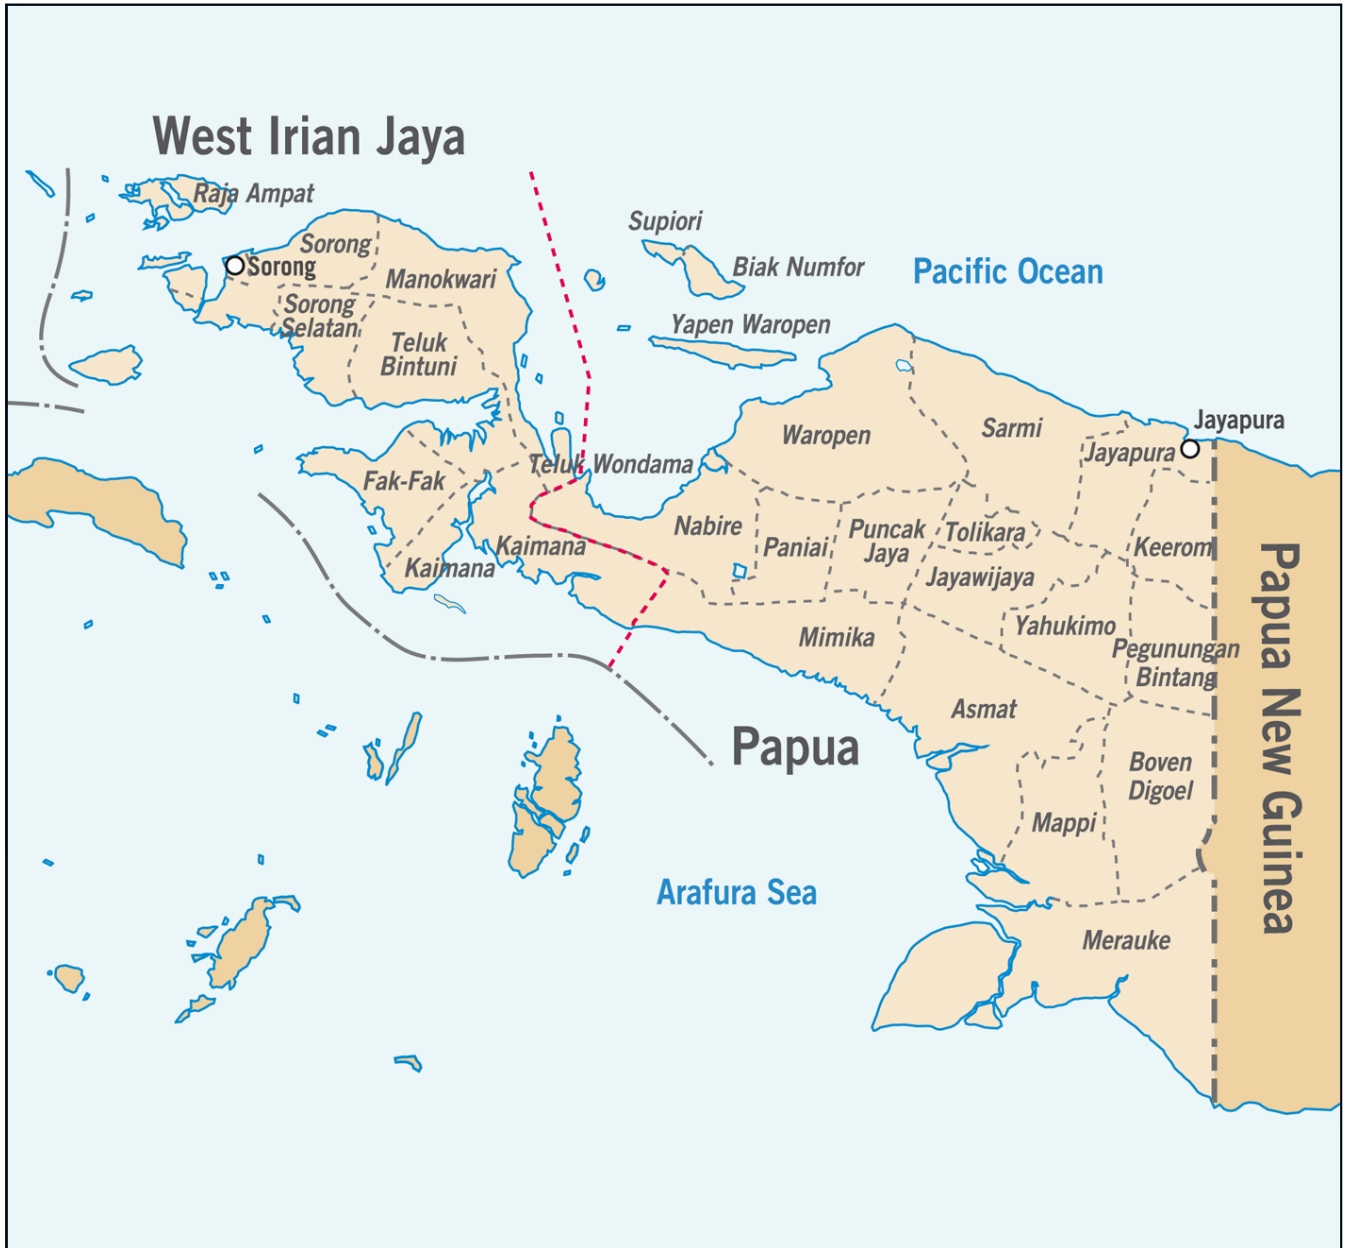 West Irian Jaya
Raja Ampat
Supiori
Sorong
Sorong
Manokwari
Biak Numfor
Pacific Ocean
Sorong
Selatan
Teluk
Bintuni
Yapen Waropen
Jayapura
Waropen
Sarmi
Jayapura
Teluk Wondama
Fak-Fak
Nabire
Paniai
Puncak
Jaya
Tolikara
Keerom
Kaimana
Kaimana
Jayawijaya
Yahukimo
Mimika
Pegunungan
Bintang
Asmat
Papua
Boven
Digoel
Mappi
Papua New Guinea
Arafura Sea
Merauke